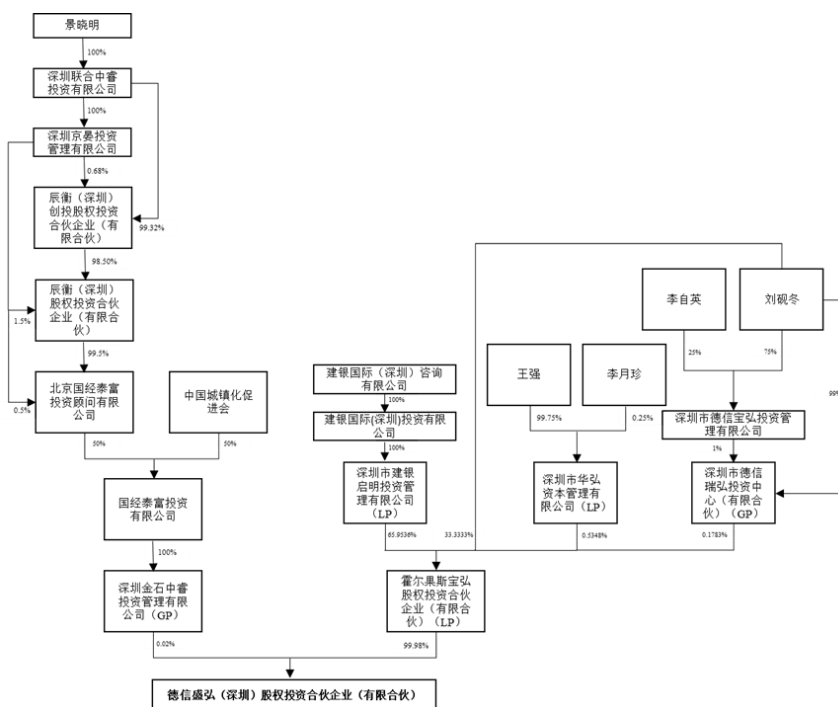 景晓明
100%
深圳联合中睿
投资有限公司
100%
深圳京晏投资
管理有限公司
0.68%
辰衡（深圳）
创投股权投资
合伙企业（有
限合伙）
99.32%
98.50%
辰衡（深圳）
股权投资合伙
企业（有限合
伙）
1.5%
99.5%
北京国经泰富
投资顾问有限
公司
0.5%
中国城镇化促
进会
50%
50%
国经泰富投资
有限公司
100%
深圳金石中睿
投资管理有限
公司（GP）
0.02%
建银国际（深圳）咨询
有限公司
100%
建银国际(深圳)投资有限
公司
100%
深圳市建银
启明投资管
理有限公司
（LP）
65.9536%
33.3333%
王强
李月珍
99.75%
0.25%
深圳市华弘
资本管理有
限公司（LP）
0.5348%
李自英
刘砚冬
25%
75%
深圳市德信宝弘投资管
理有限公司
1%
99%
深圳市德信
瑞弘投资中
心（有限合
伙）（GP）
0.1783%
霍尔果斯宝弘
股权投资合伙
企业（有限合
伙）（LP）
99.98%
德信盛弘（深圳）股权投资合伙企业（有限合伙）